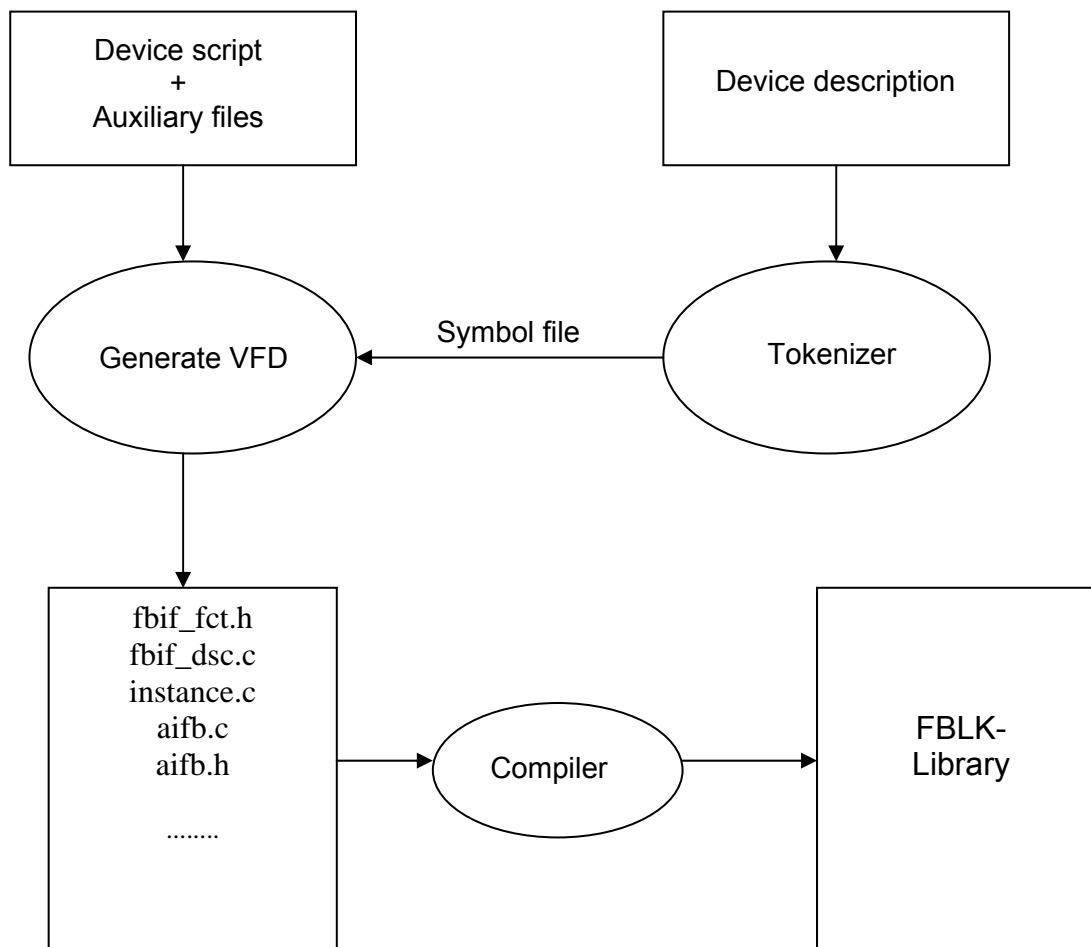 Device script
+
Auxiliary files
Device description
Symbol file
Generate VFD
Tokenizer
fbif_fct.h
fbif_dsc.c
instance.c
aifb.c
aifb.h
........
Compiler
FBLK-
Library